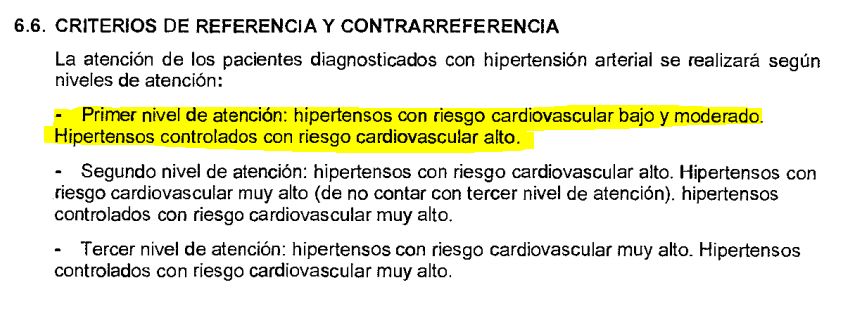 6.6. CRITERIOS DE REFERENCIA Y CONTRARREFERENCIA
La atención de los pacientes diagnosticados con hipertensión arterial se realizará según
niveles de atención:
- Primer nivel de atención: hipertensos con riesgo cardiovascular bajo y moderado.
Hipertensos controlados con riesgo cardiovascular alto.
- Segundo nivel de atención: hipertensos con riesgo cardiovascular alto. Hipertensos con
riesgo cardiovascular muy alto (de no contar con tercer nivel de atención). hipertensos
controlados con riesgo cardiovascular muy alto.
- Tercer nivel de atención: hipertensos con riesgo cardiovascular muy alto. Hipertensos
controlados con riesgo cardiovascular muy alto.